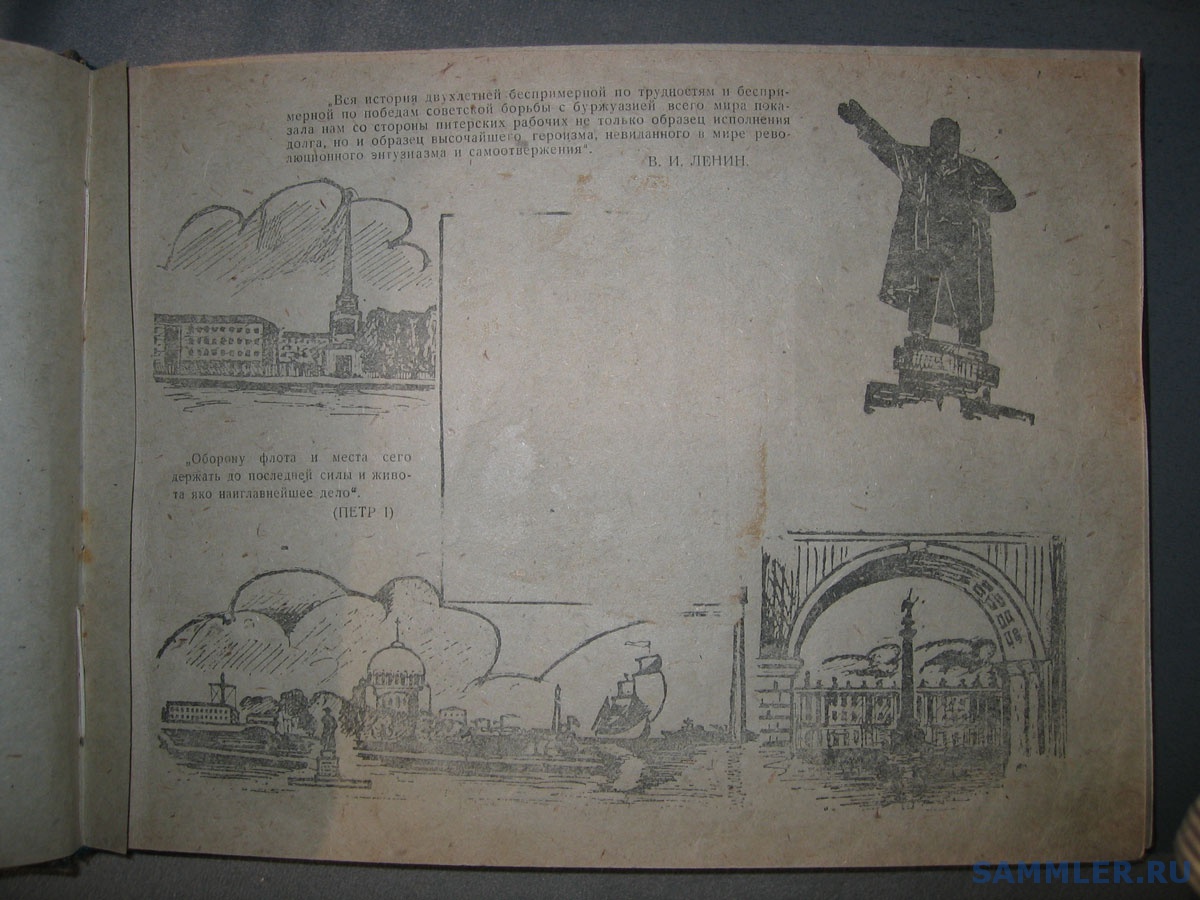 „Вся история двухлетней беспримерной по трудностям и беспри-
мерной по победам советской борьбы с буржуазией всего мира пока-
зала нам со стороны питерских рабочих не только образец исполнения
долга, но и образец высочайшего героизма, невиданного в мире рево-
люционного энтузиазма и самоотвержения“.
В. И. ЛЕНИН.
„Оборону флота и места сего
держать до последней силы и живо-
та яко наиглавнейшее дело“.
(ПЕТР I)
SAMMLER.RU